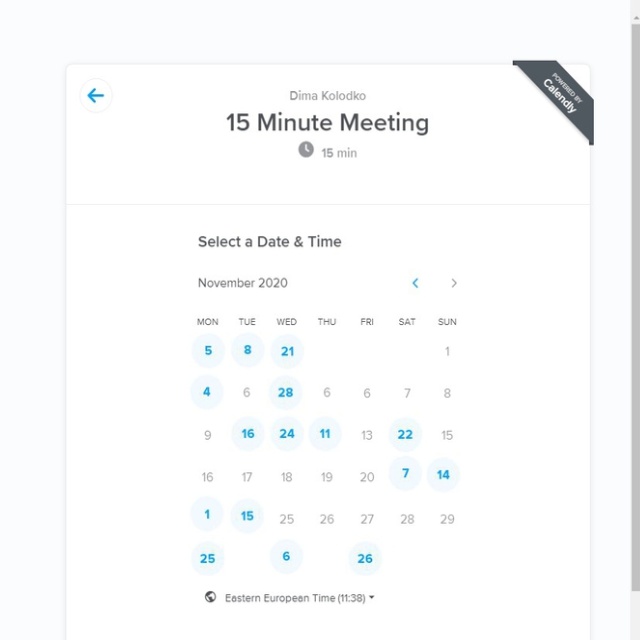 POWERED BY
Calendly
Dima Kolodko
15 Minute Meeting
15 min
Select a Date & Time
November 2020
MON TUE WED THU FRI SAT SUN
5 8 21 1
4 6 28 6 6 7 8
9 16 24 11 13 22 15
16 17 18 19 20 7 14
1 15 25 26 27 28 29
25 6 26
Eastern European Time (11:38)